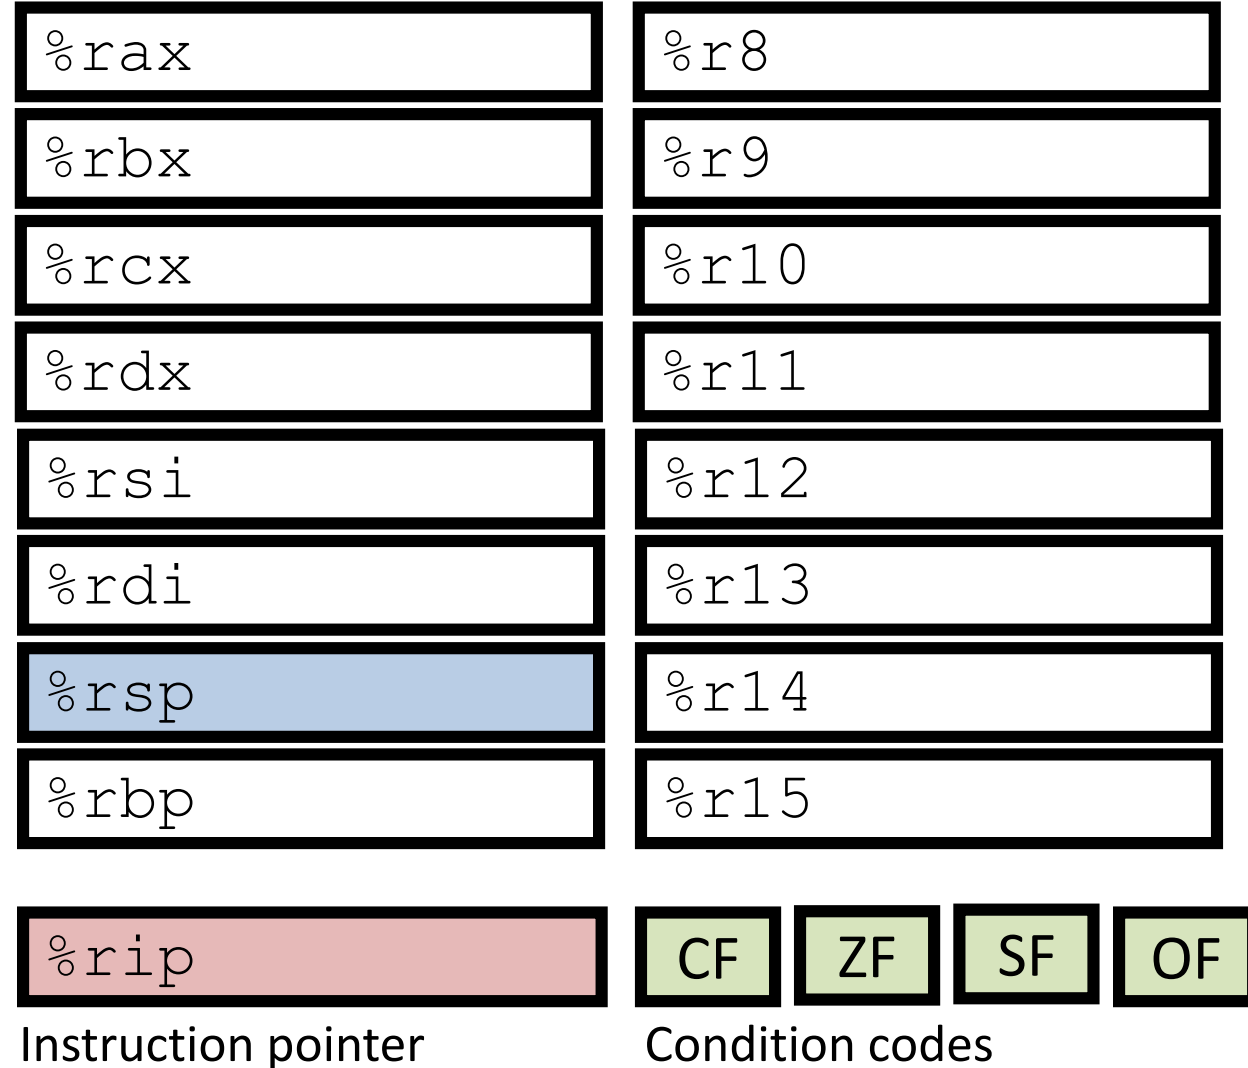 %rax %r8
%rbx %r9
%rcx %r10
%rdx %r11
%rsi %r12
%rdi %r13
%rsp %r14
%rbp %r15
%rip CF ZF SF OF
Instruction pointer Condition codes